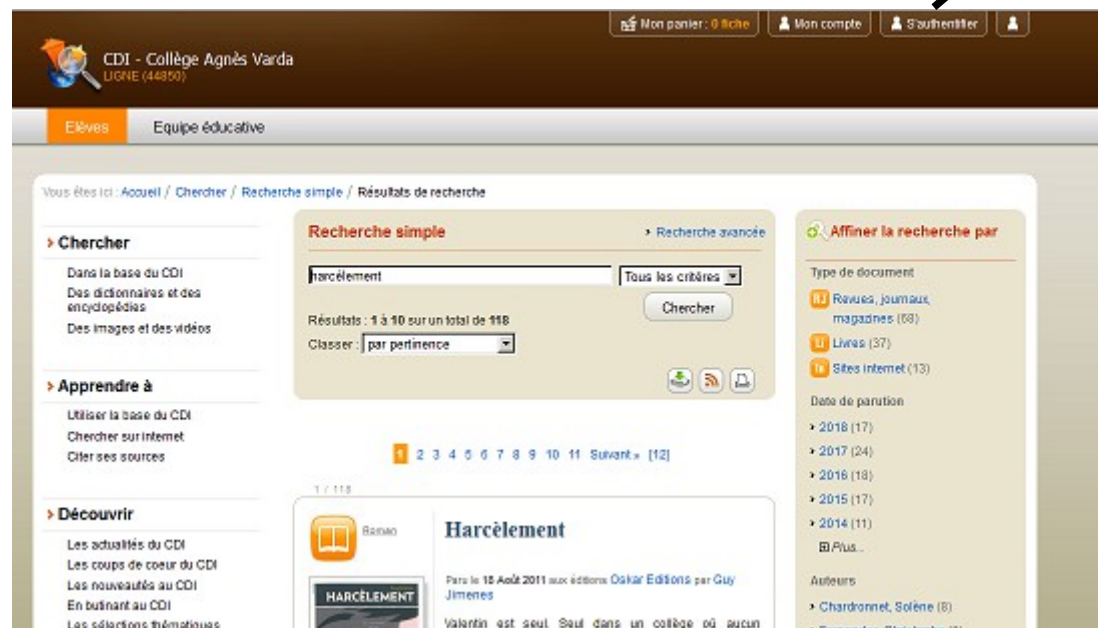 Mon panier : 0 fiche
Mon compte
S'authentifier
CDI - Collège Agnès Varda
LIGNE (44850)
Elèves
Equipe éducative
Vous êtes ici : Accueil / Chercher / Recherche simple / Résultats de recherche
Chercher
Dans la base du CDI
Des dictionnaires et des
encyclopédies
Des images et des vidéos
Apprendre à
Utiliser la base du CDI
Chercher sur internet
Citer ses sources
Découvrir
Les actualités du CDI
Les coups de coeur du CDI
Les nouveautés au CDI
En butinant au CDI
Les sélections thématiques
Recherche simple
Recherche avancée
harcèlement
Tous les critères
Chercher
Résultats : 1 à 10 sur un total de 118
Classer : par pertinence
1 2 3 4 5 6 7 8 9 10 11 Suivant » [12]
1 / 118
Roman
Harcèlement
HARCÈLEMENT
Paru le 18 Août 2011 aux éditions Oskar Editions par Guy
Jimenes
Valentin est seul. Seul dans un collège où aucun
Affiner la recherche par
Type de document
Revues, journaux,
magazines (68)
Livres (37)
Sites internet (13)
Date de parution
2018 (17)
2017 (24)
2016 (18)
2015 (17)
2014 (11)
Plus...
Auteurs
Chardronnet, Solène (8)